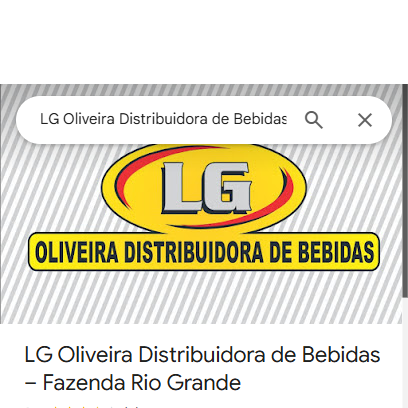 LG Oliveira Distribuidora de Bebidas
LG
OLIVEIRA DISTRIBUIDORA DE BEBIDAS
LG Oliveira Distribuidora de Bebidas
– Fazenda Rio Grande